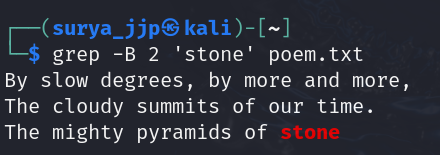 ┌──(surya_jjp㉿kali)-[~]
└─$ grep -B 2 'stone' poem.txt
By slow degrees, by more and more,
The cloudy summits of our time.
The mighty pyramids of stone